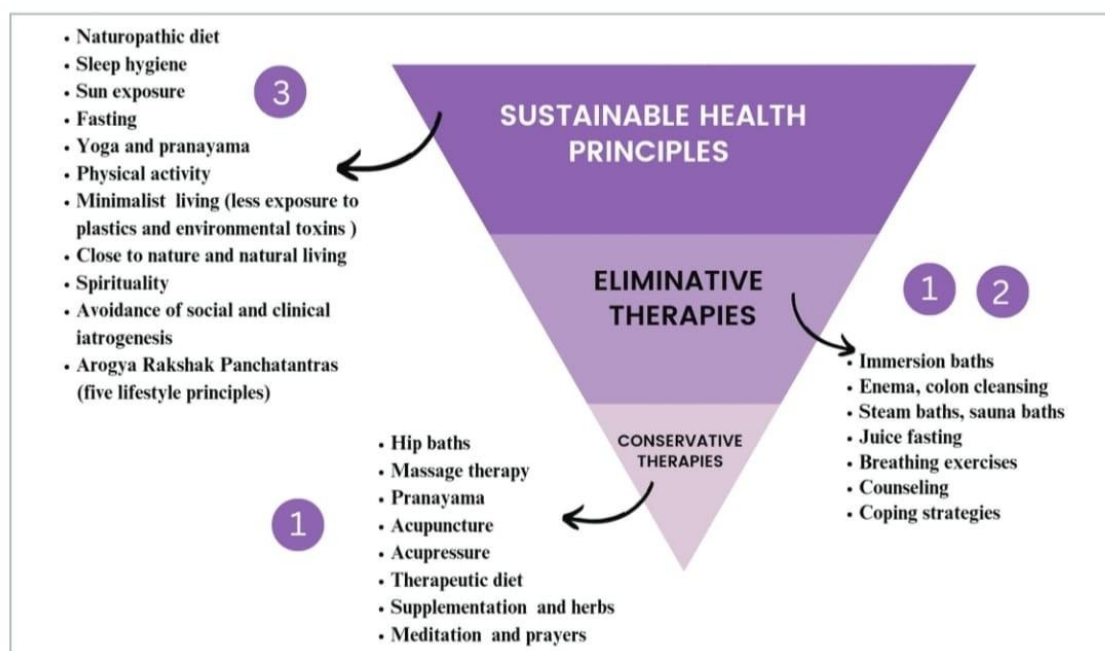 • Naturopathic diet
• Sleep hygiene
• Sun exposure
• Fasting
• Yoga and pranayama
• Physical activity
• Minimalist living (less exposure to
plastics and environmental toxins )
• Close to nature and natural living
• Spirituality
• Avoidance of social and clinical
iatrogenesis
• Arogya Rakshak Panchatantras
(five lifestyle principles)
3
SUSTAINABLE HEALTH
PRINCIPLES
ELIMINATIVE
THERAPIES
1
2
• Immersion baths
• Enema, colon cleansing
• Steam baths, sauna baths
• Juice fasting
• Breathing exercises
• Counseling
• Coping strategies
CONSERVATIVE
THERAPIES
1
• Hip baths
• Massage therapy
• Pranayama
• Acupuncture
• Acupressure
• Therapeutic diet
• Supplementation and herbs
• Meditation and prayers